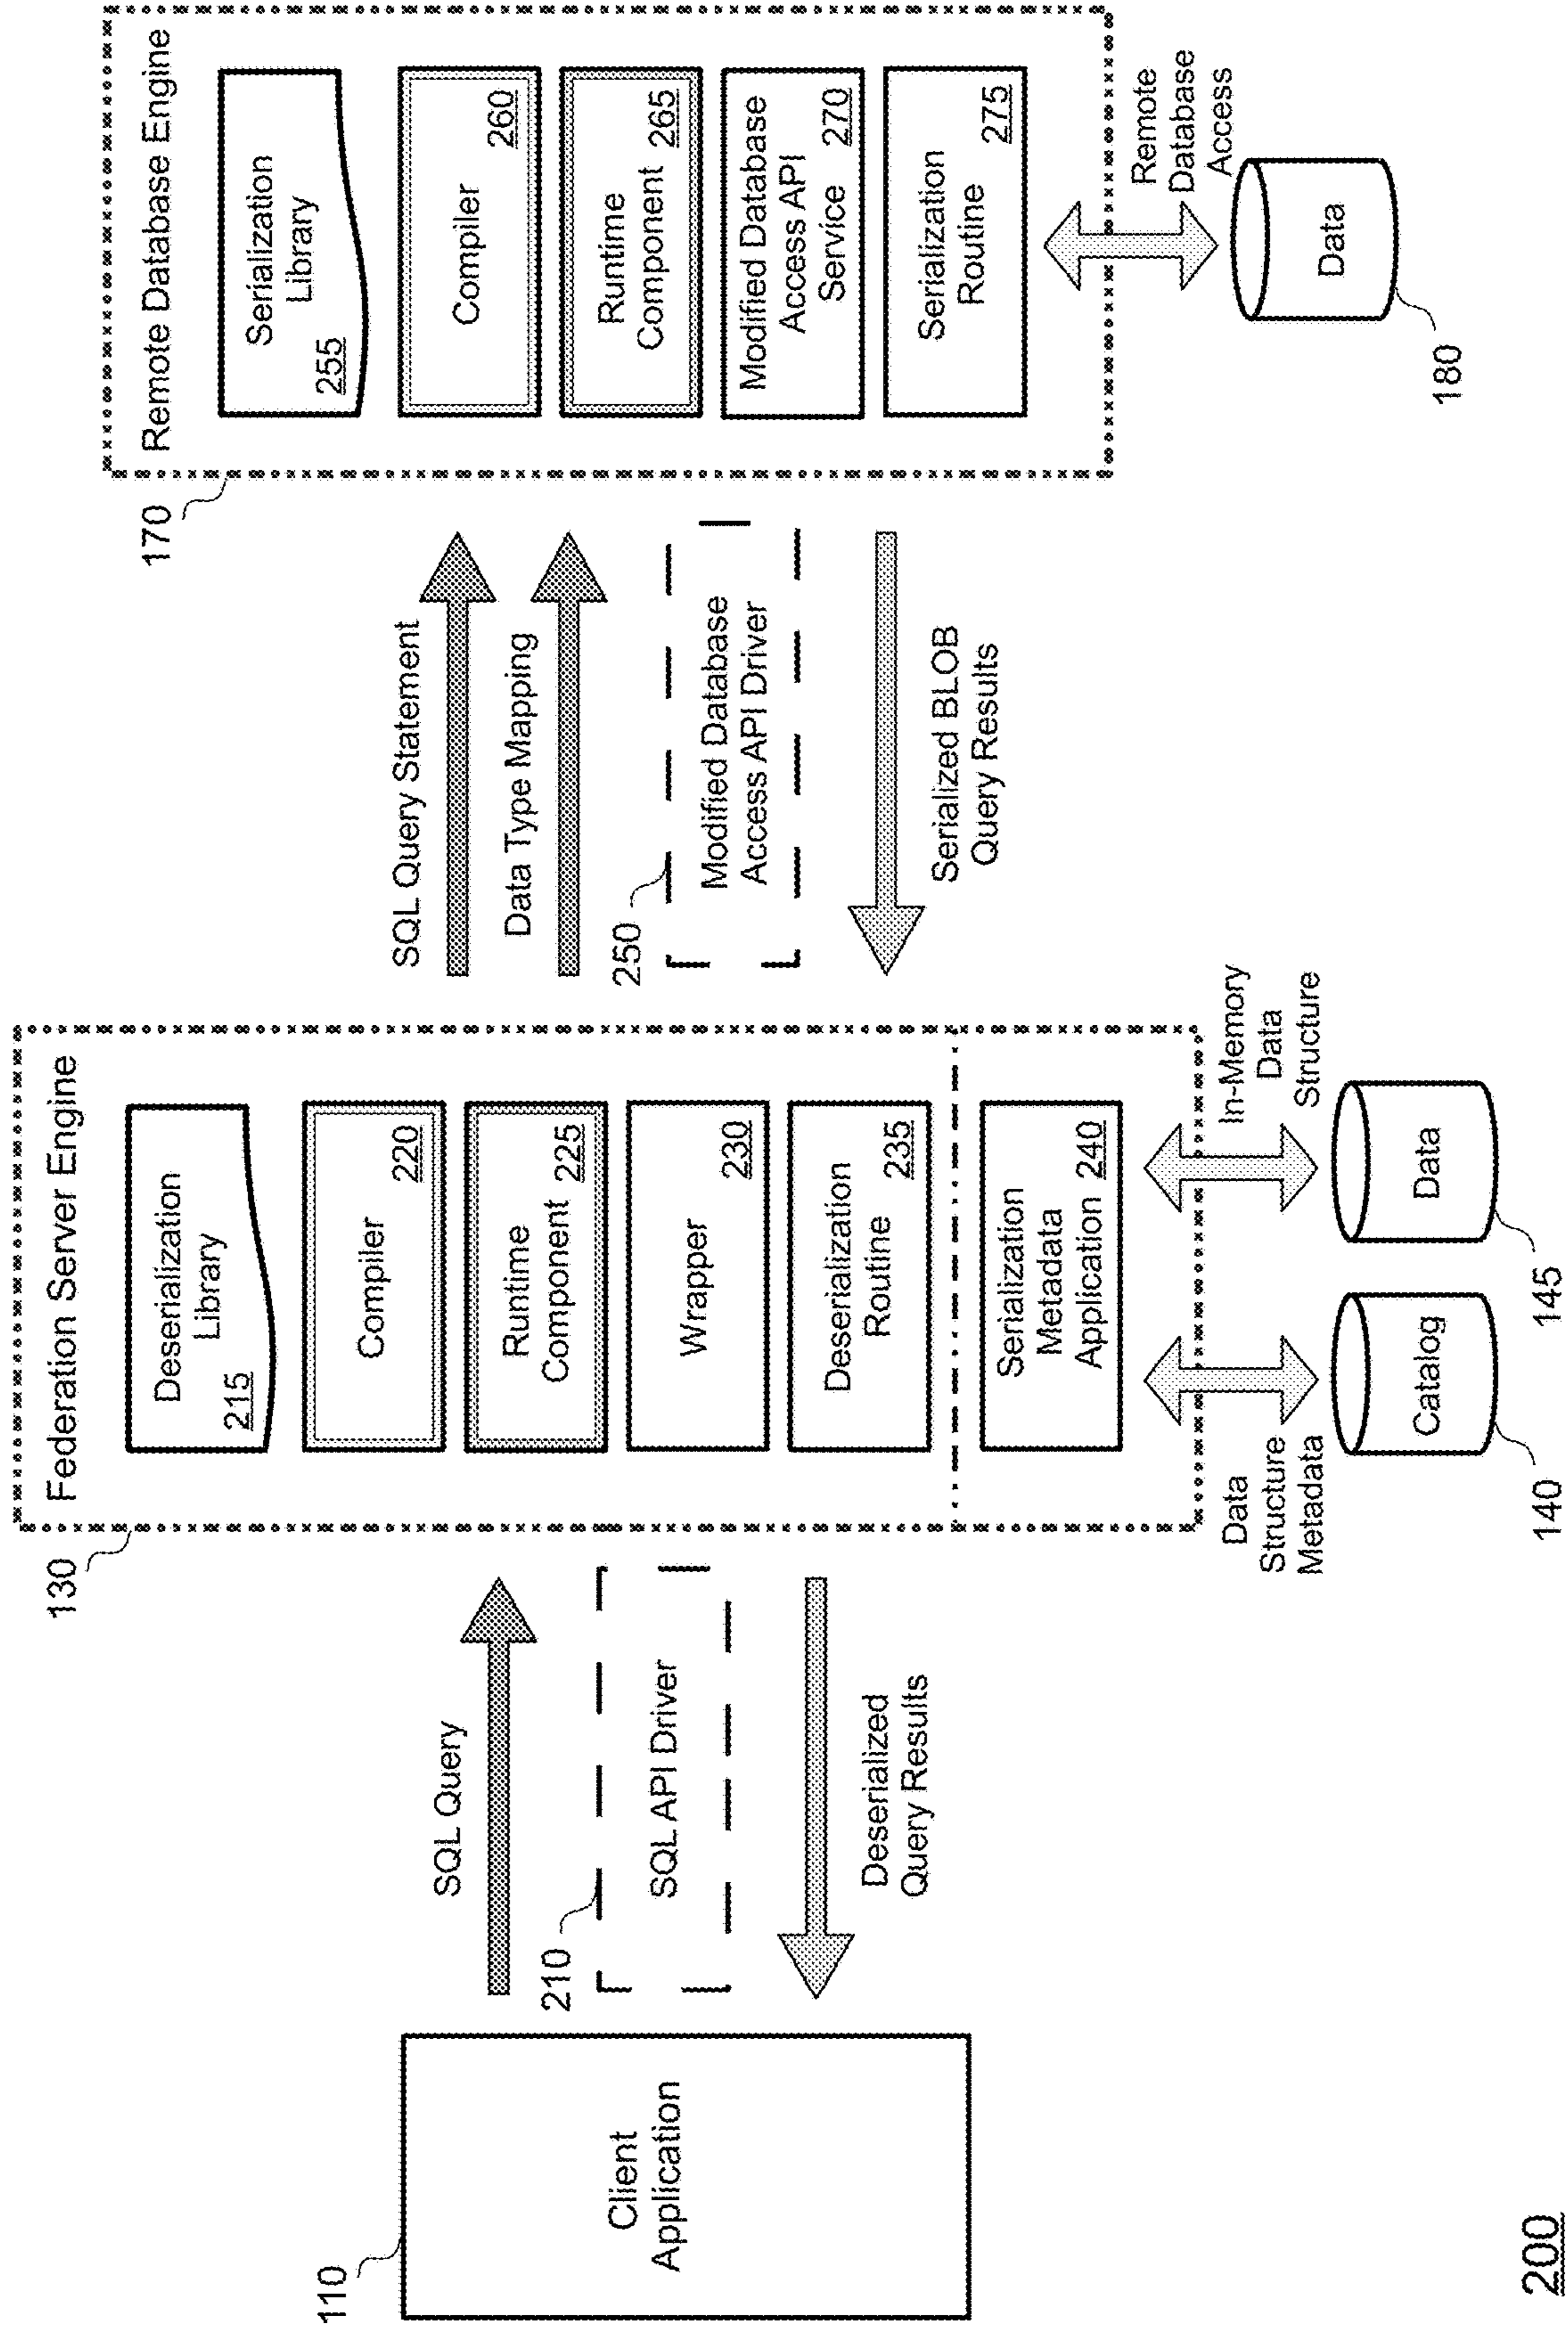 110
Client
Application
SQL Query
210
SQL API Driver
Deserialized
Query Results
130
Federation Server Engine
Deserialization
Library
215
Compiler
220
Runtime
Component 225
Wrapper
230
Deserialization
Routine
235
Serialization
Metadata
Application 240
Data
Structure
Metadata
In-Memory
Data
Structure
Catalog
140
Data
145
SQL Query Statement
Data Type Mapping
250
Modified Database
Access API Driver
Serialized BLOB
Query Results
170
Remote Database Engine
Serialization
Library
255
Compiler
260
Runtime
Component 265
Modified Database
Access API
Service 270
Serialization
Routine
275
Remote
Database
Access
Data
180
200